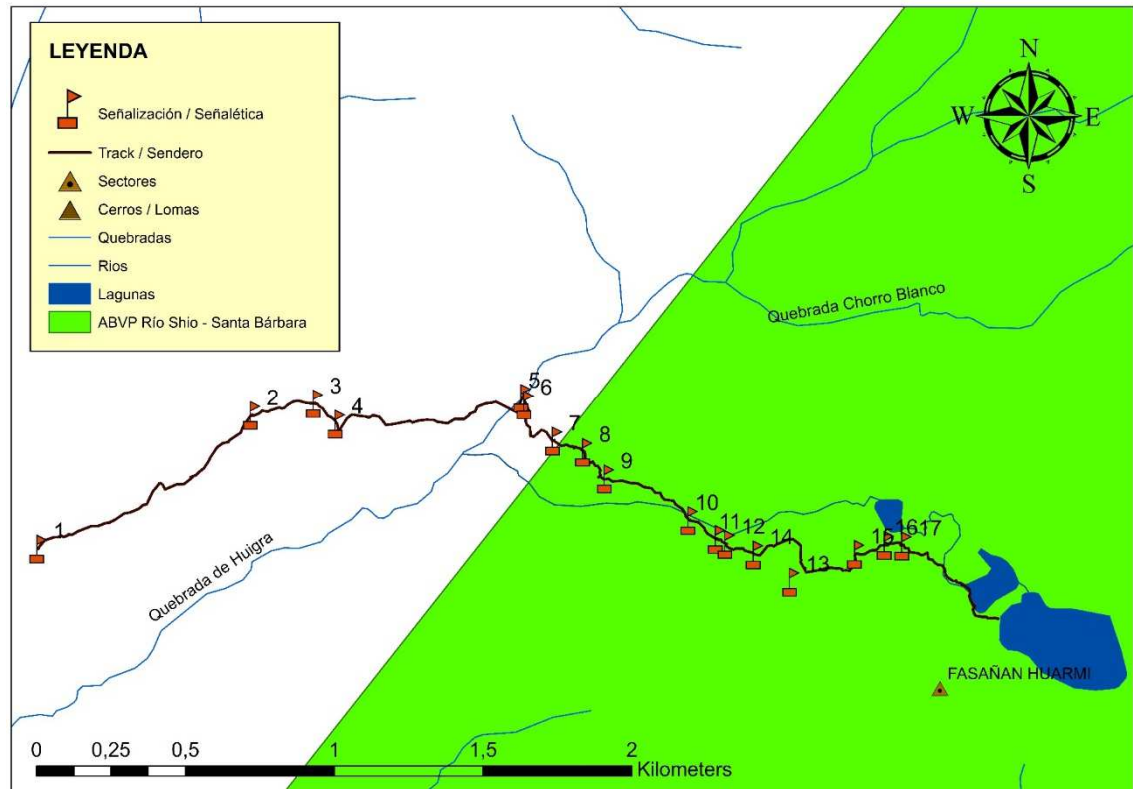 LEYENDA
Señalización / Señalética
Track / Sendero
Sectores
Cerros / Lomas
Quebradas
Rios
Lagunas
ABVP Río Shio - Santa Bárbara
N
W
E
S
Quebrada Chorro Blanco
1
2
3
4
5
6
7
8
9
10
11
12
14
13
15
16
17
Quebrada de Huigra
FASAÑAN HUARMI
0 0,25 0,5 1 1,5 2
Kilometers